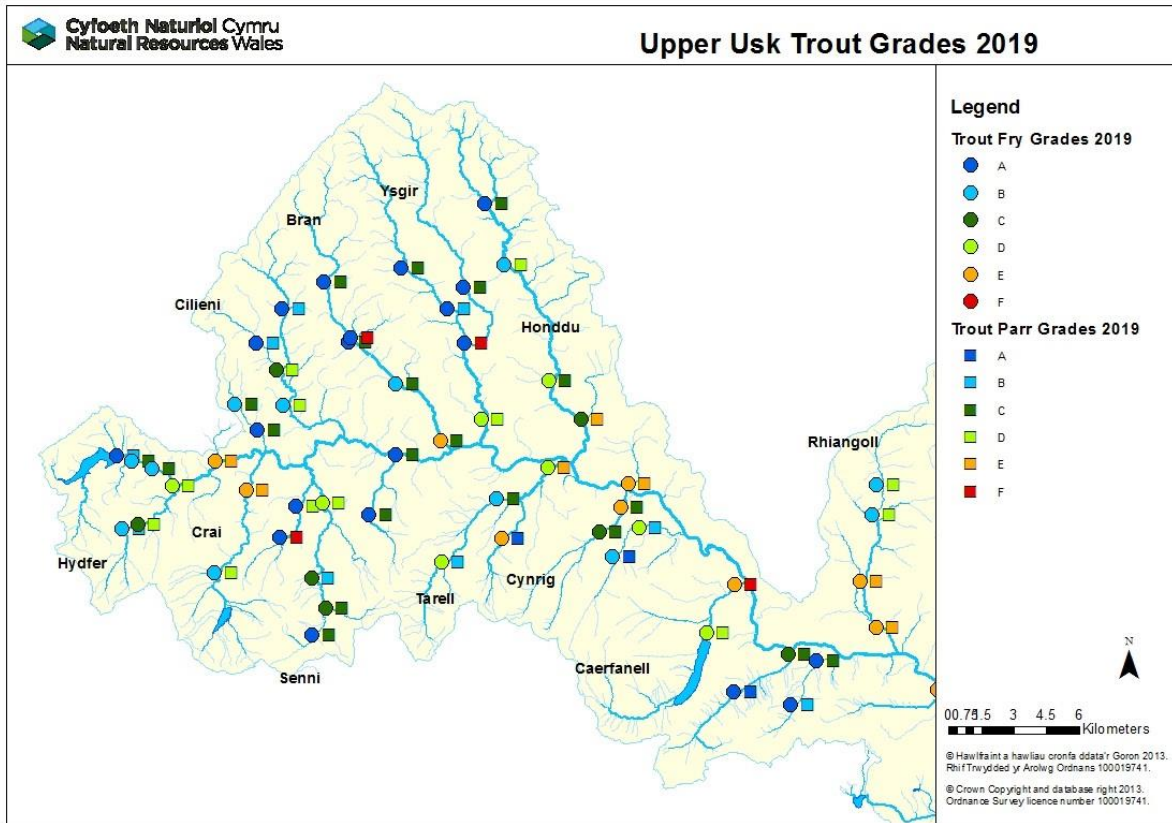 Cyfoeth Naturiol Cymru
Natural Resources Wales
Upper Usk Trout Grades 2019
Legend
Trout Fry Grades 2019
A
B
C
D
E
F
Trout Parr Grades 2019
A
B
C
D
E
F
Ysgir
Bran
Cilieni
Honddu
Rhiangoll
Crai
Hydfer
Tarell
Cynrig
Senni
Caerfanell
N
00.751.5 3 4.5 6
Kilometers
© Hawlfraint a hawliau cronfa ddata'r Goron 2013.
Rhif Trwydded yr Arolwg Ordnans 100019741.
© Crown Copyright and database right 2013.
Ordnance Survey licence number 100019741.